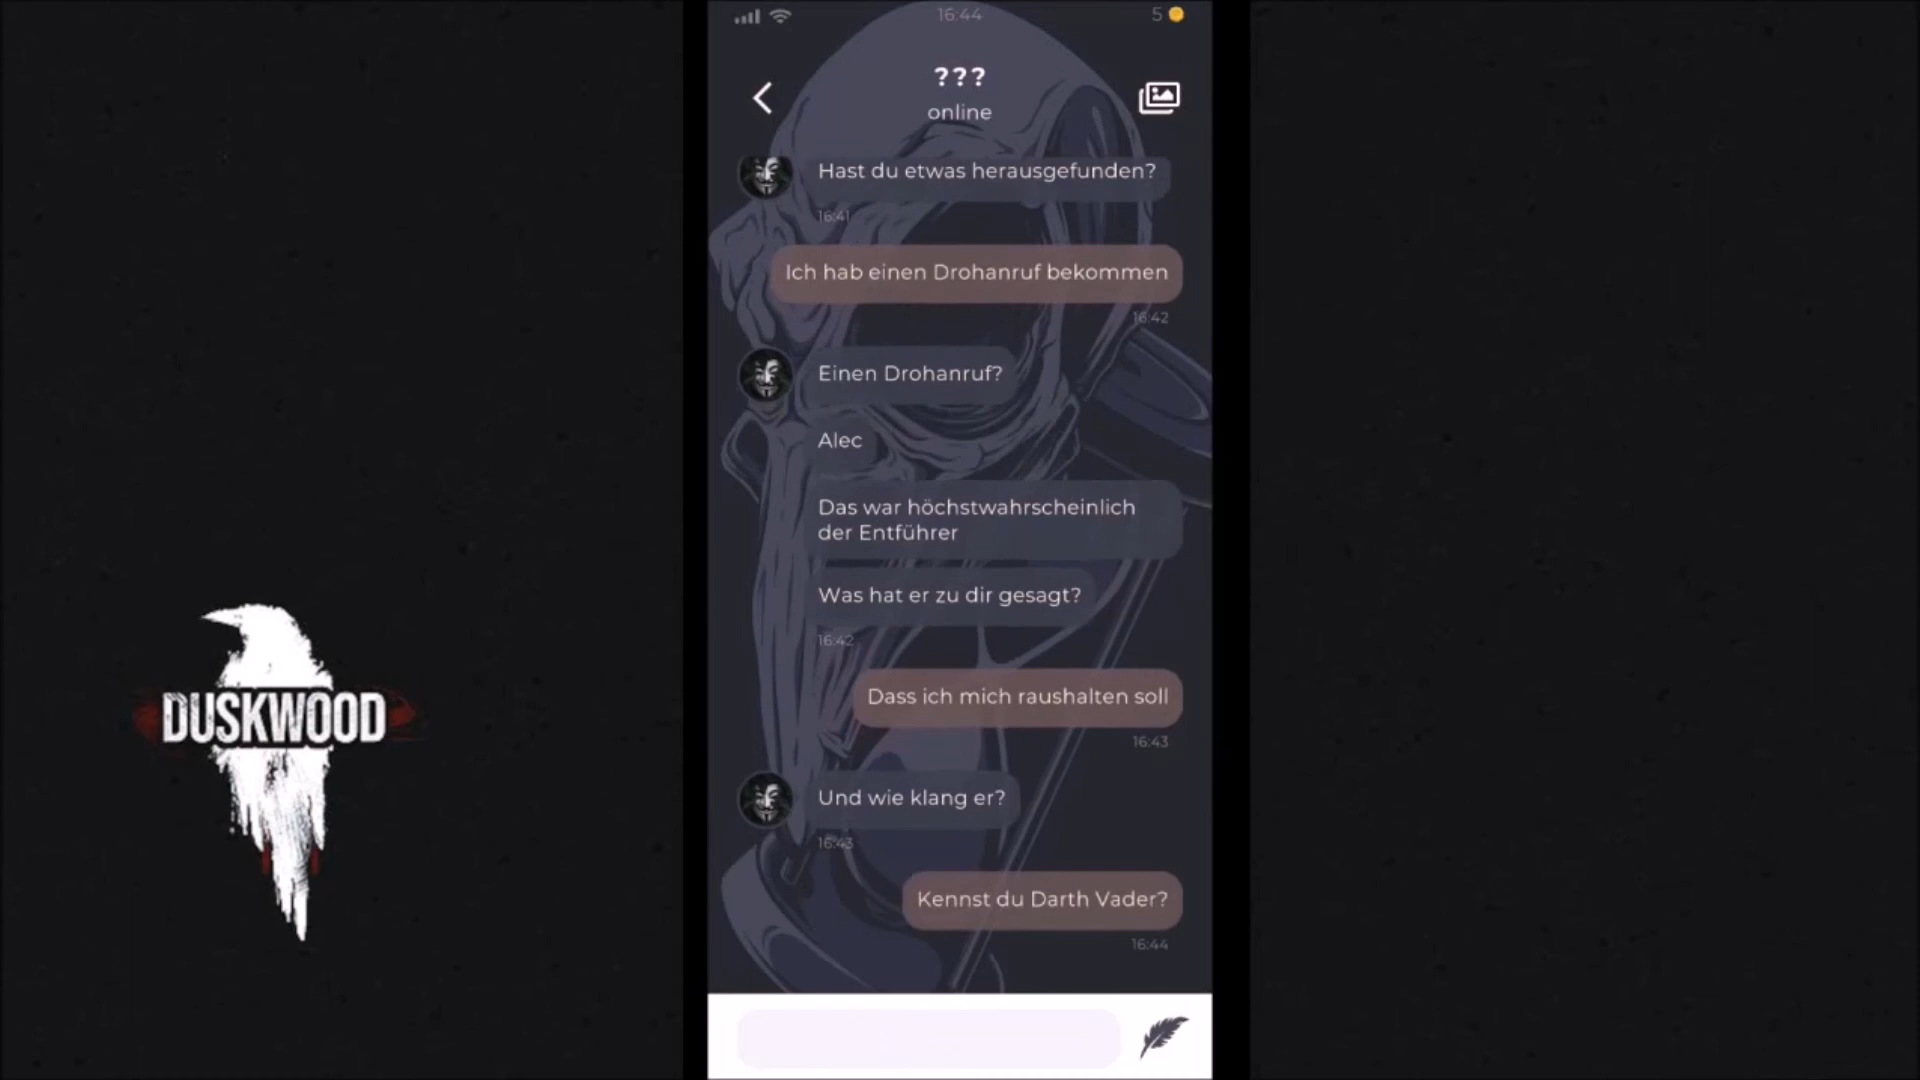 16:44
5
???
online
Hast du etwas herausgefunden?
16:41
Ich hab einen Drohanruf bekommen
16:42
Einen Drohanruf?
Alec
Das war höchstwahrscheinlich
der Entführer
Was hat er zu dir gesagt?
16:42
Dass ich mich raushalten soll
16:43
Und wie klang er?
16:43
Kennst du Darth Vader?
16:44
DUSKWOOD